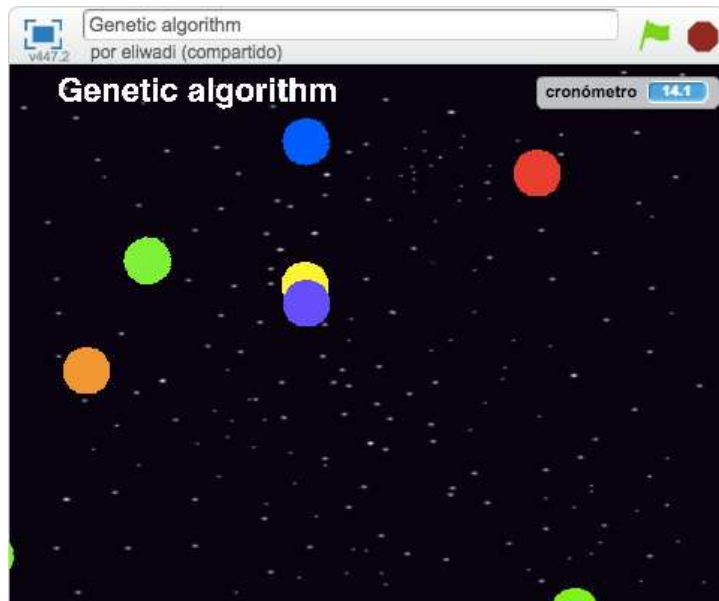 Genetic algorithm
por eliwadi (compartido)
v447.2
Genetic algorithm
cronómetro 14.1